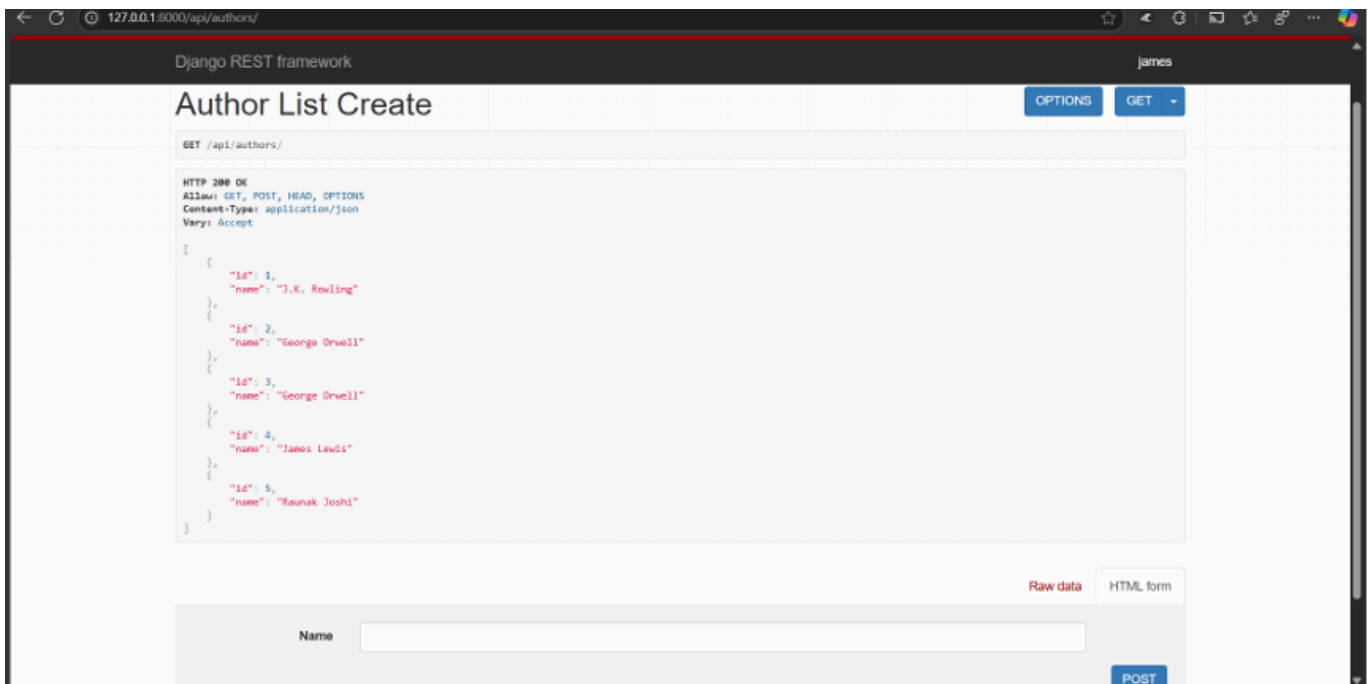 127.0.0.1:8000/api/authors/
Django REST framework
james
Author List Create
OPTIONS
GET
GET /api/authors/
HTTP 200 OK
Allow: GET, POST, HEAD, OPTIONS
Content-Type: application/json
Vary: Accept
[
{
"id": 1,
"name": "J.K. Rowling"
},
{
"id": 2,
"name": "George Orwell"
},
{
"id": 3,
"name": "George Orwell"
},
{
"id": 4,
"name": "James Lewis"
},
{
"id": 5,
"name": "Raunak Joshi"
}
]
Raw data
HTML form
Name
POST